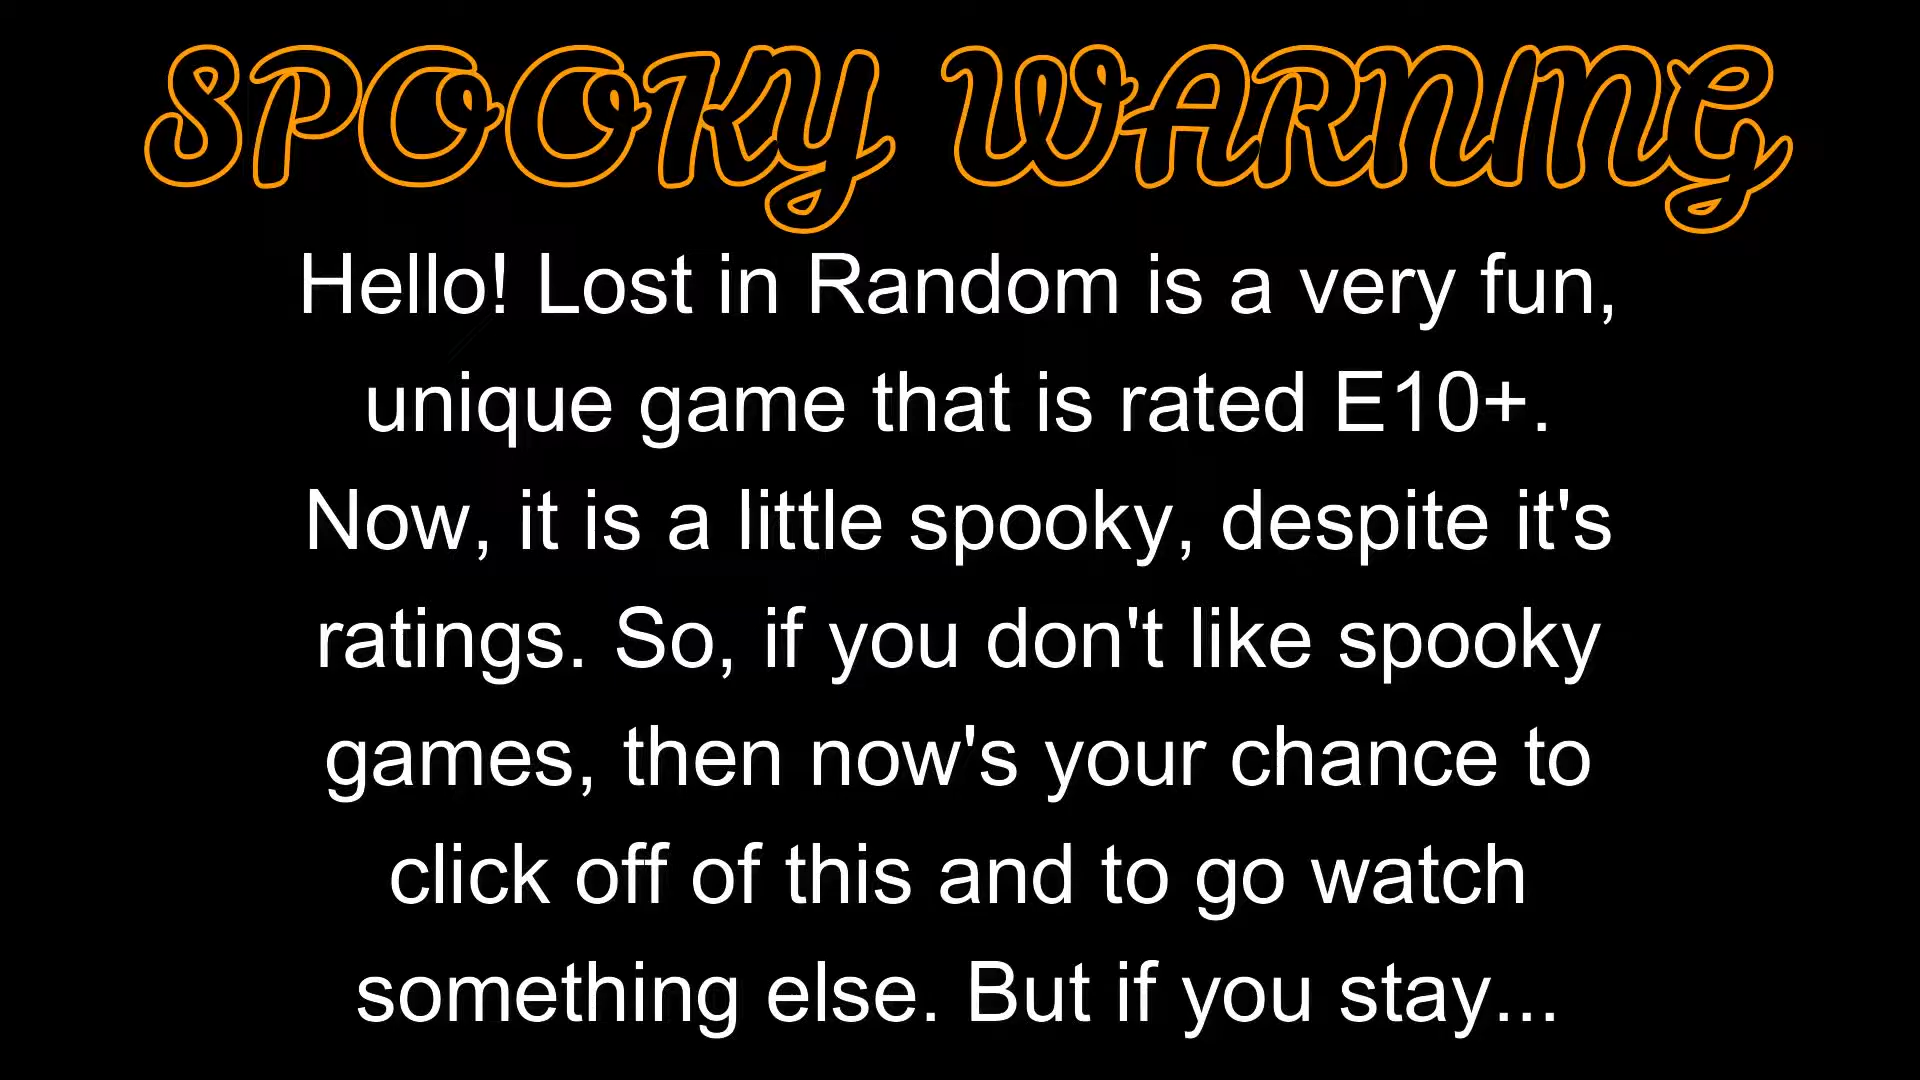 SPOOKY WARNING
Hello! Lost in Random is a very fun,
unique game that is rated E10+.
Now, it is a little spooky, despite it's
ratings. So, if you don't like spooky
games, then now's your chance to
click off of this and to go watch
something else. But if you stay...